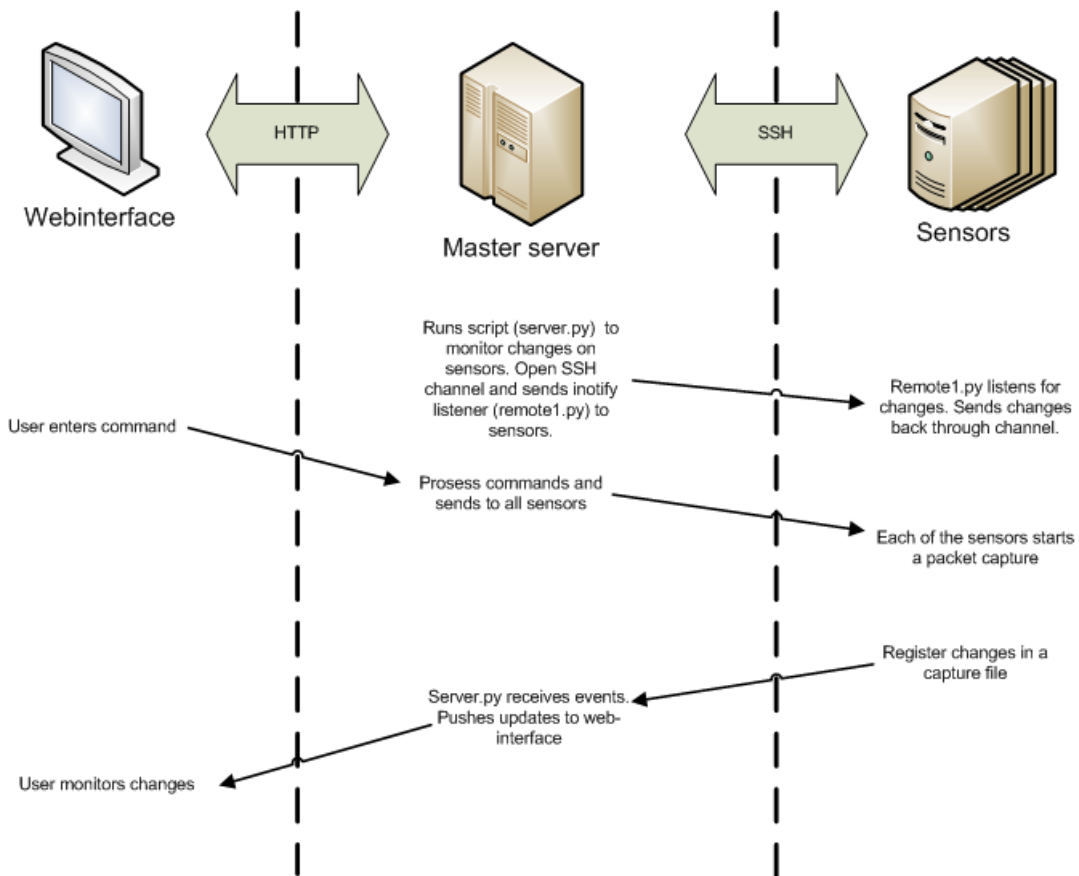 HTTP
SSH
Webinterface
Master server
Sensors
Runs script (server.py)  to
monitor changes on
sensors. Open SSH
channel and sends inotify
listener (remote1.py) to
sensors.
Remote1.py listens for
changes. Sends changes
back through channel.
User enters command
Prosess commands and
sends to all sensors
Each of the sensors starts
a packet capture
Register changes in a
capture file
Server.py receives events.
Pushes updates to web-
interface
User monitors changes